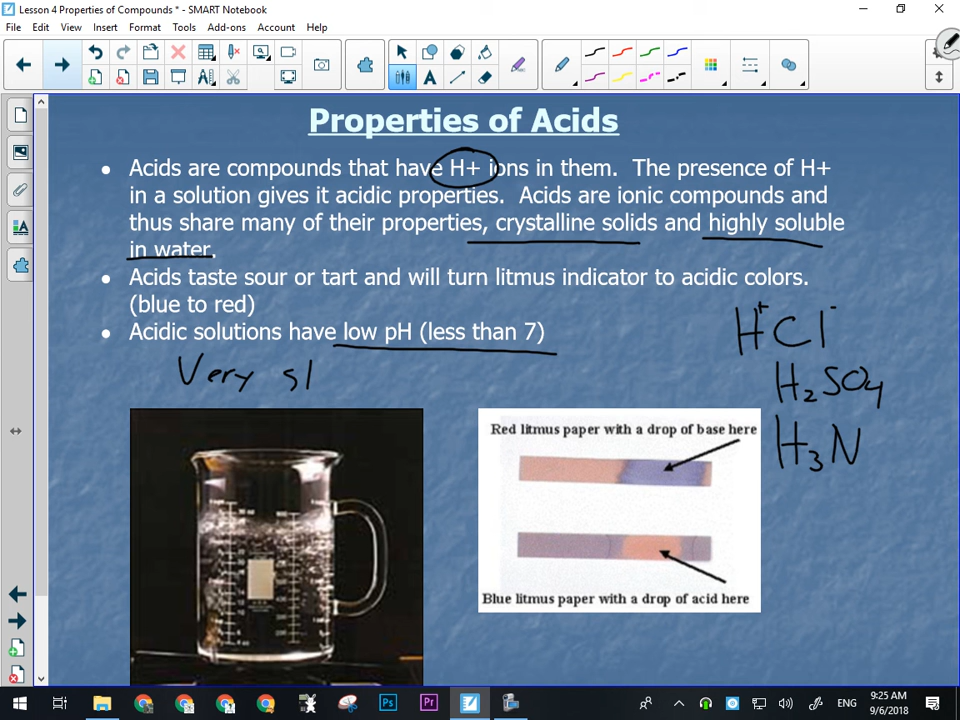 Lesson 4 Properties of Compounds * - SMART Notebook
File Edit View Insert Format Tools Add-ons Account Help
Properties of Acids
• Acids are compounds that have H+ ions in them. The presence of H+
in a solution gives it acidic properties. Acids are ionic compounds and
thus share many of their properties, crystalline solids and highly soluble
in water.
• Acids taste sour or tart and will turn litmus indicator to acidic colors.
(blue to red)
• Acidic solutions have low pH (less than 7)
H⁺Cl⁻
Very sl
H₂SO₄
H₃N
Red litmus paper with a drop of base here
Blue litmus paper with a drop of acid here
ENG
9:25 AM
9/6/2018